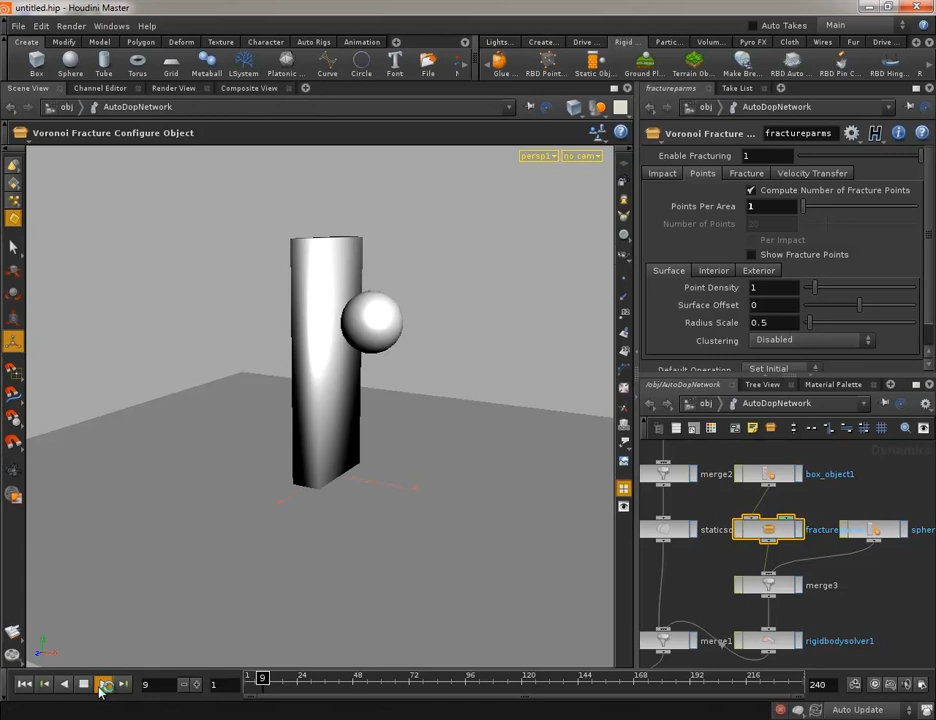 untitled.hip - Houdini Master
File Edit Render Windows Help
Auto Takes Main
Create Modify Model Polygon Deform Texture Character Auto Rigs Animation
Lights... Create... Drive ... Rigid ... Partic... Volum... Pyro FX Cloth Wires Fur Drive ...
Box Sphere Tube Torus Grid Metaball LSystem Platonic ... Curve Circle Font File
Glue ... RBD Point... Static Obj... Ground Pl... Terrain Ob... Make Bre... RBD Auto ... RBD Pin C... RBD Hing...
Scene View Channel Editor Render View Composite View
fractureparms Take List
obj AutoDopNetwork
obj AutoDopNetwork
Voronoi Fracture Configure Object
Voronoi Fracture ... fractureparms
persp1 no cam
Enable Fracturing 1
Impact Points Fracture Velocity Transfer
Compute Number of Fracture Points
Points Per Area 1
Number of Points 20
Per Impact
Show Fracture Points
Surface Interior Exterior
Point Density 1
Surface Offset 0
Radius Scale 0.5
Clustering Disabled
Default Operation Set Initial
/obj/AutoDopNetwork Tree View Material Palette
obj AutoDopNetwork
Dynamics
merge2 box_object1
staticsc fracture spher
merge3
merge1 rigidbodysolver1
9 1 1 9 24 48 72 96 120 144 168 192 216 240
Auto Update